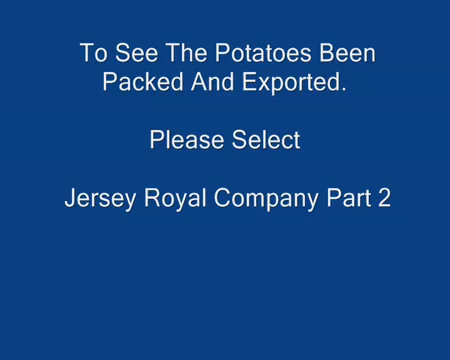 To See The Potatoes Been
Packed And Exported.
Please Select
Jersey Royal Company Part 2